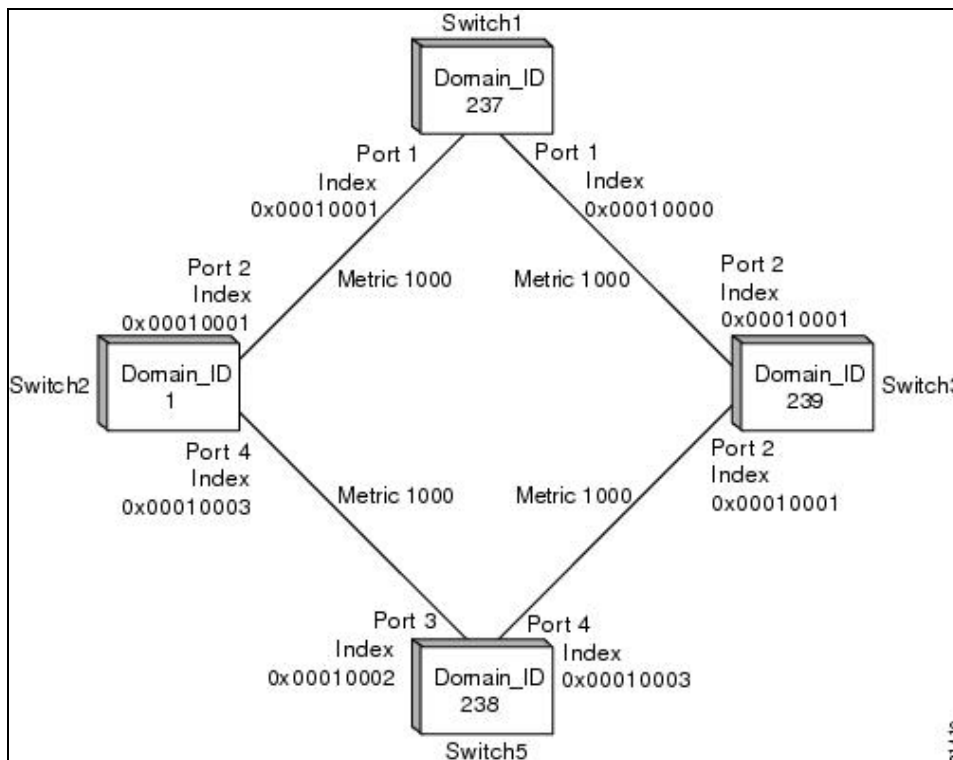 Switch1
Domain_ID
237
Port 1
Index
0x00010001
Port 1
Index
0x00010000
Metric 1000
Metric 1000
Port 2
Index
0x00010001
Port 2
Index
0x00010001
Switch2
Domain_ID
1
Domain_ID
239
Switch3
Port 4
Index
0x00010003
Port 2
Index
0x00010001
Metric 1000
Metric 1000
Port 3
Index
0x00010002
Port 4
Index
0x00010003
Domain_ID
238
Switch5